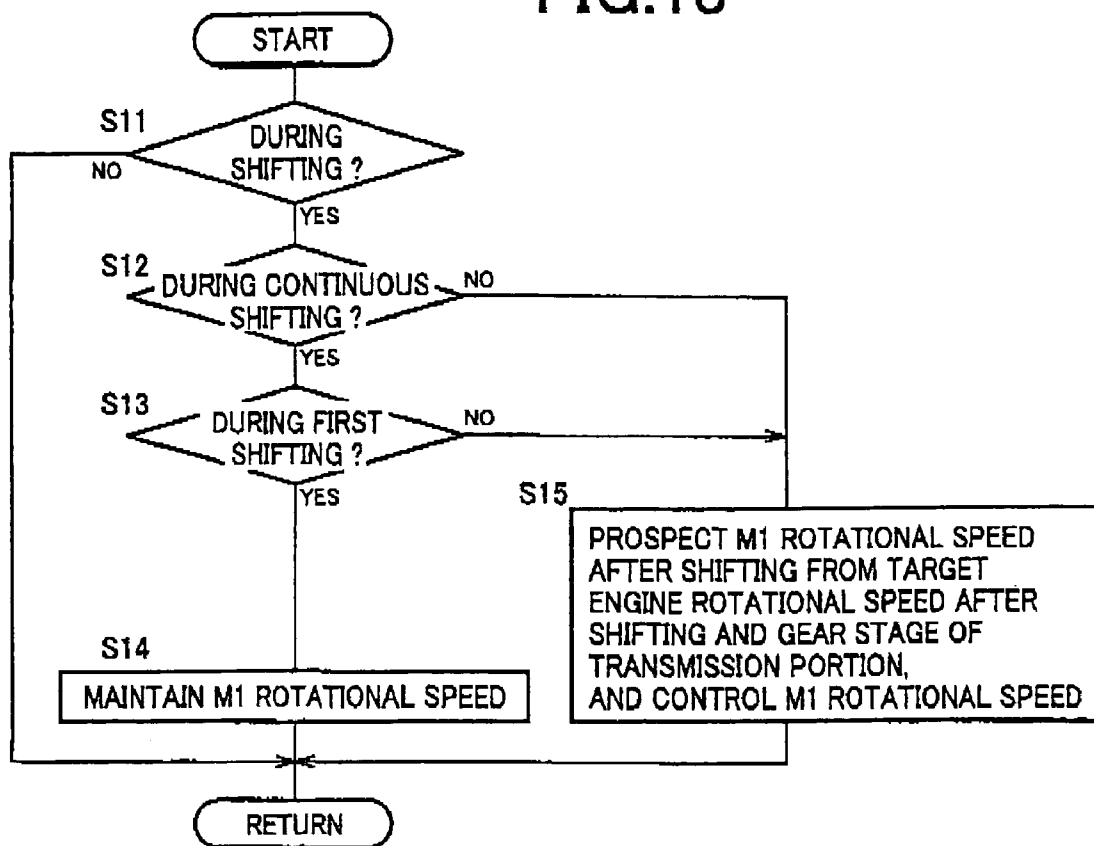 START
S11
DURING
SHIFTING ?
NO
YES
S12
DURING CONTINUOUS
SHIFTING ?
NO
YES
S13
DURING FIRST
SHIFTING ?
NO
YES
S15
PROSPECT M1 ROTATIONAL SPEED
AFTER SHIFTING FROM TARGET
ENGINE ROTATIONAL SPEED AFTER
SHIFTING AND GEAR STAGE OF
TRANSMISSION PORTION,
AND CONTROL M1 ROTATIONAL SPEED
S14
MAINTAIN M1 ROTATIONAL SPEED
RETURN